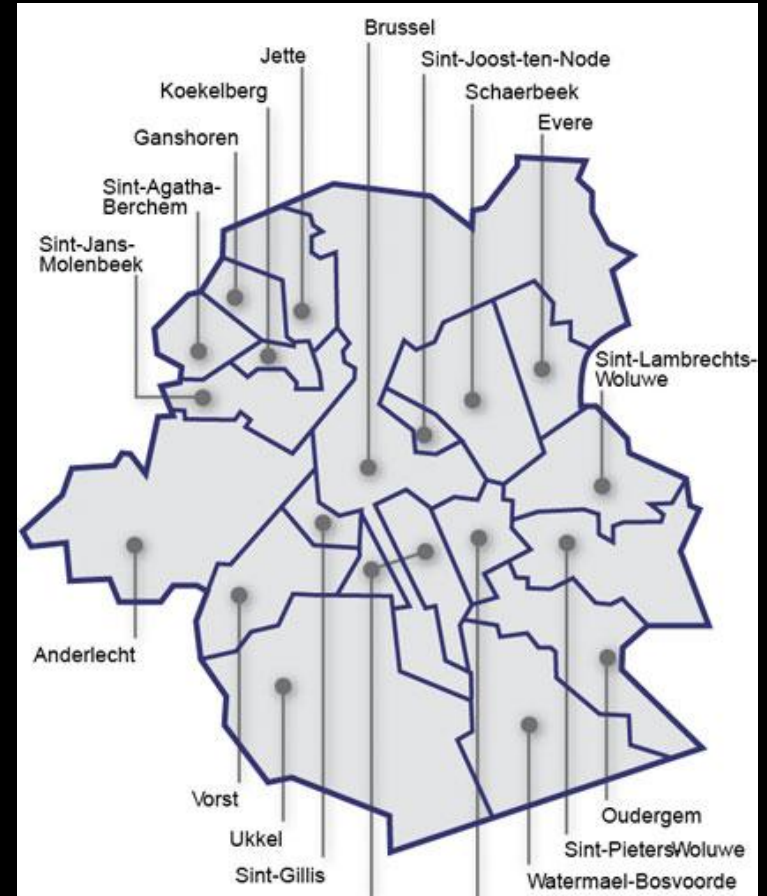 Brussel
Jette
Sint-Joost-ten-Node
Koekelberg
Schaerbeek
Ganshoren
Evere
Sint-Agatha-
Berchem
Sint-Jans-
Molenbeek
Sint-Lambrechts-
Woluwe
Anderlecht
Vorst
Oudergem
Ukkel
Sint-PietersWoluwe
Sint-Gillis
Watermael-Bosvoorde